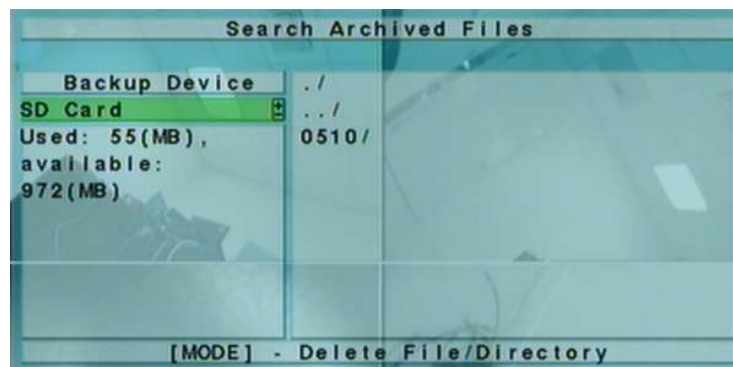 Search Archived Files
Backup Device
SD Card
Used: 55(MB),
available:
972(MB)
./
../
0510/
[MODE] - Delete File/Directory